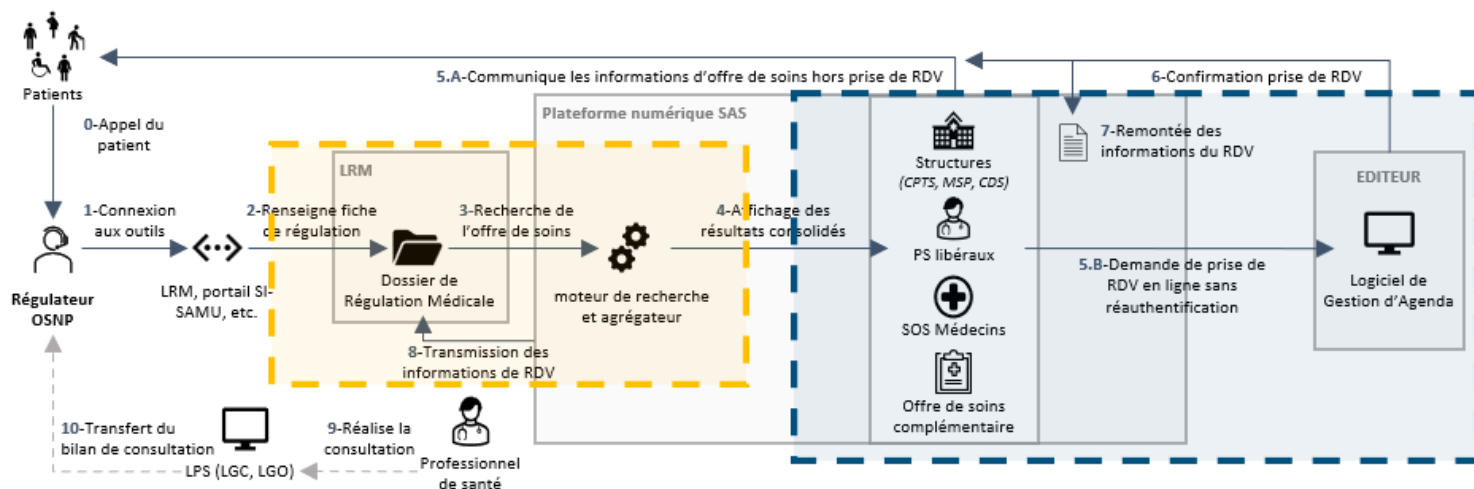 Patients
0-Appel du
patient
5.A-Communique les informations d'offre de soins hors prise de RDV
6-Confirmation prise de RDV
Plateforme numérique SAS
7-Remontée des
informations du RDV
Structures
(CPTS, MSP, CDS)
LRM
EDITEUR
1-Connexion
aux outils
2-Renseigne fiche
de régulation
3-Recherche de
l'offre de soins
4-Affichage des
résultats consolidés
PS libéraux
Régulateur
OSNP
LRM, portail SI-
SAMU, etc.
Dossier de
Régulation Médicale
moteur de recherche
et agrégateur
5.B-Demande de prise de
RDV en ligne sans
réauthentification
Logiciel de
Gestion d'Agenda
SOS Médecins
8-Transmission des
informations de RDV
Offre de soins
complémentaire
10-Transfert du
bilan de consultation
LPS (LGC, LGO)
9-Réalise la
consultation
Professionnel
de santé